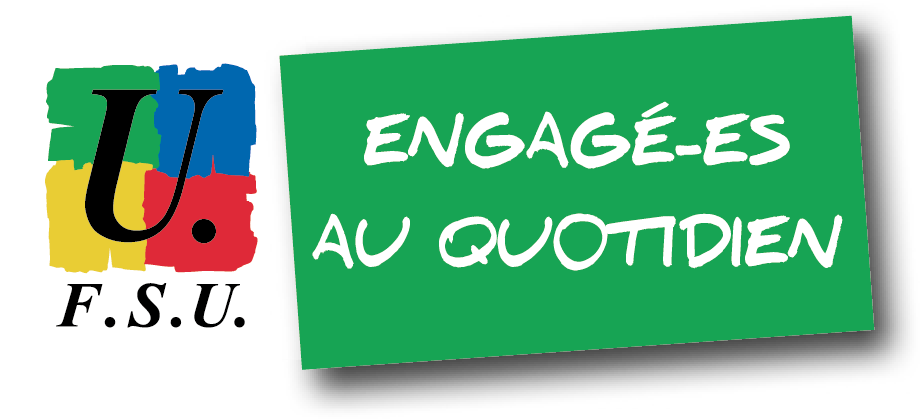 U.
F.S.U.
ENGAGÉ-ES
AU QUOTIDIEN